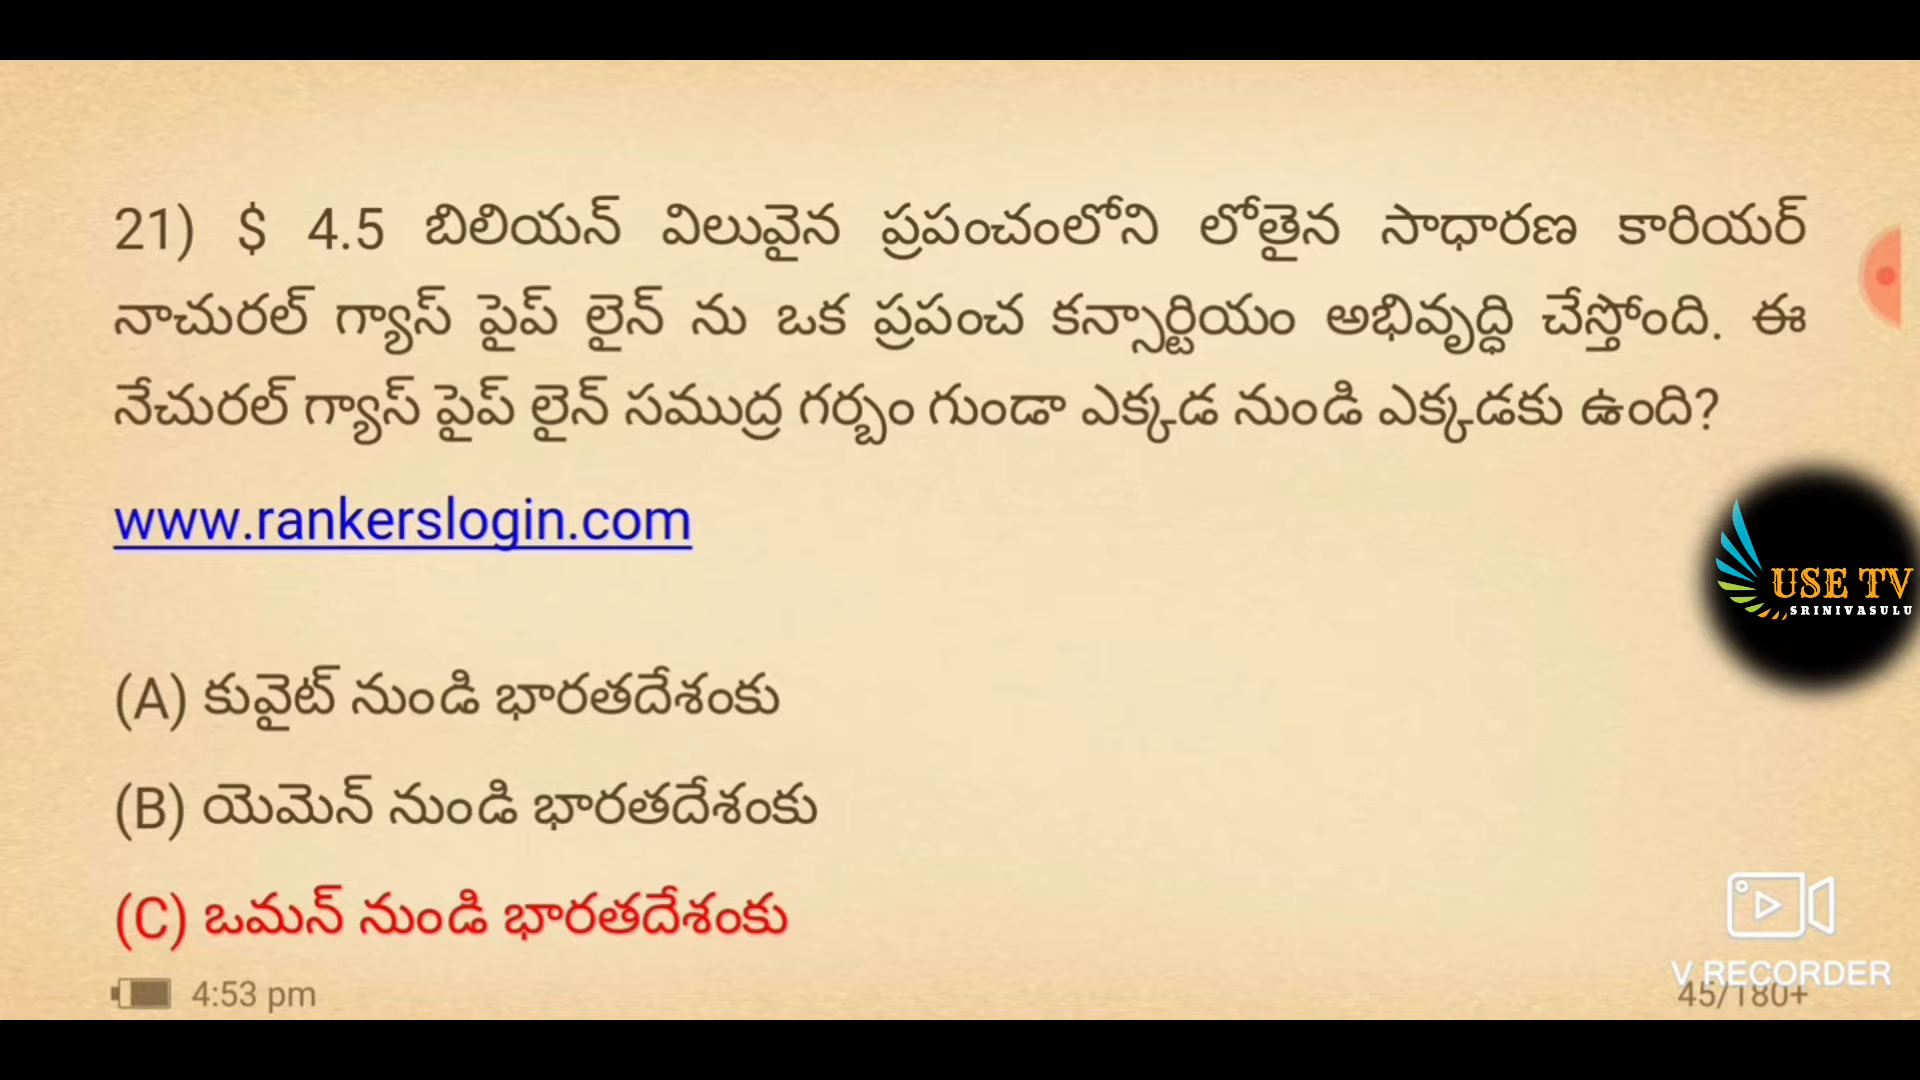 21) $ 4.5 బిలియన్ విలువైన ప్రపంచంలోని లోతైన సాధారణ కారియర్
నాచురల్ గ్యాస్ పైప్ లైన్ ను ఒక ప్రపంచ కన్సార్టియం అభివృద్ధి చేస్తోంది. ఈ
నేచురల్ గ్యాస్ పైప్ లైన్ సముద్ర గర్భం గుండా ఎక్కడ నుండి ఎక్కడకు ఉంది?
www.rankerslogin.com
USE TV
SRINIVASULU
(A) కువైట్ నుండి భారతదేశంకు
(B) యెమెన్ నుండి భారతదేశంకు
(C) ఒమన్ నుండి భారతదేశంకు
V RECORDER
4:53 pm
45/180+